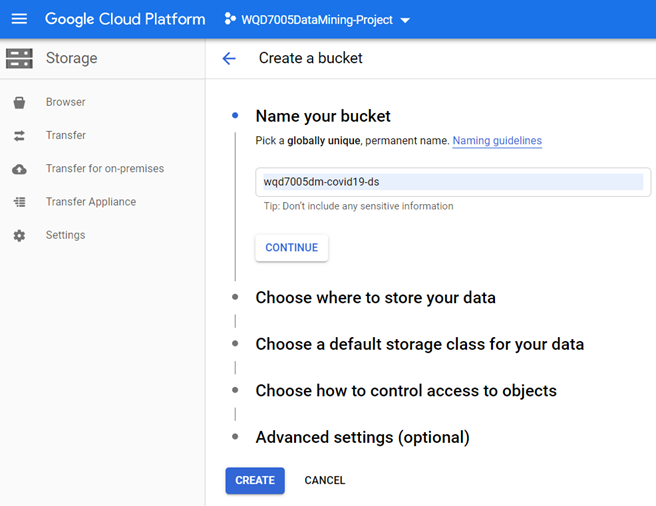 Google Cloud Platform
WQD7005DataMining-Project
Storage
Create a bucket
Browser
Transfer
Transfer for on-premises
Transfer Appliance
Settings
Name your bucket
Pick a globally unique, permanent name. Naming guidelines
wqd7005dm-covid19-ds
Tip: Don't include any sensitive information
CONTINUE
Choose where to store your data
Choose a default storage class for your data
Choose how to control access to objects
Advanced settings (optional)
CREATE CANCEL